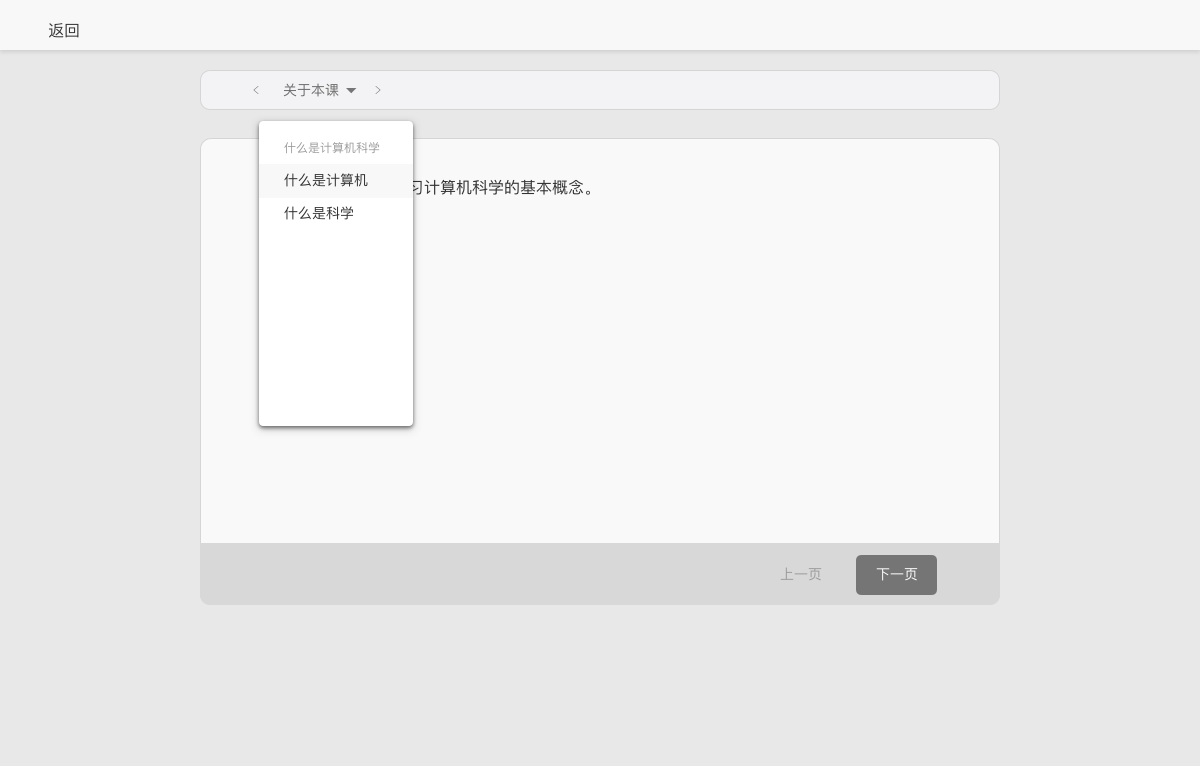 返回
关于本课
什么是计算机科学
什么是计算机
习计算机科学的基本概念。
什么是科学
上一页
下一页